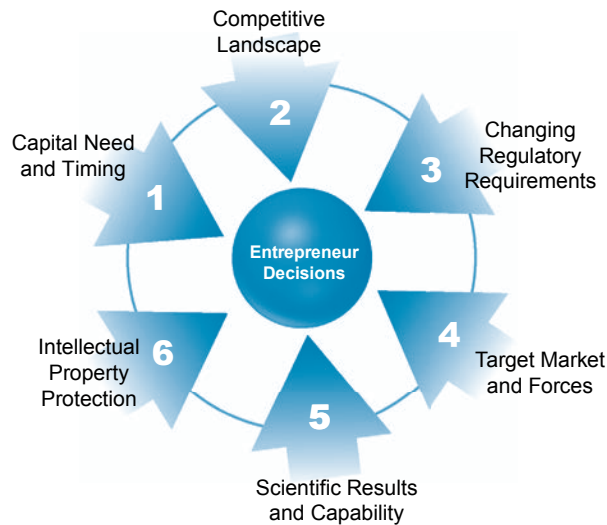 Competitive
Landscape
2
Capital Need
and Timing
1
Changing
Regulatory
Requirements
3
Entrepreneur
Decisions
Intellectual
Property
Protection
6
4
Target Market
and Forces
5
Scientific Results
and Capability